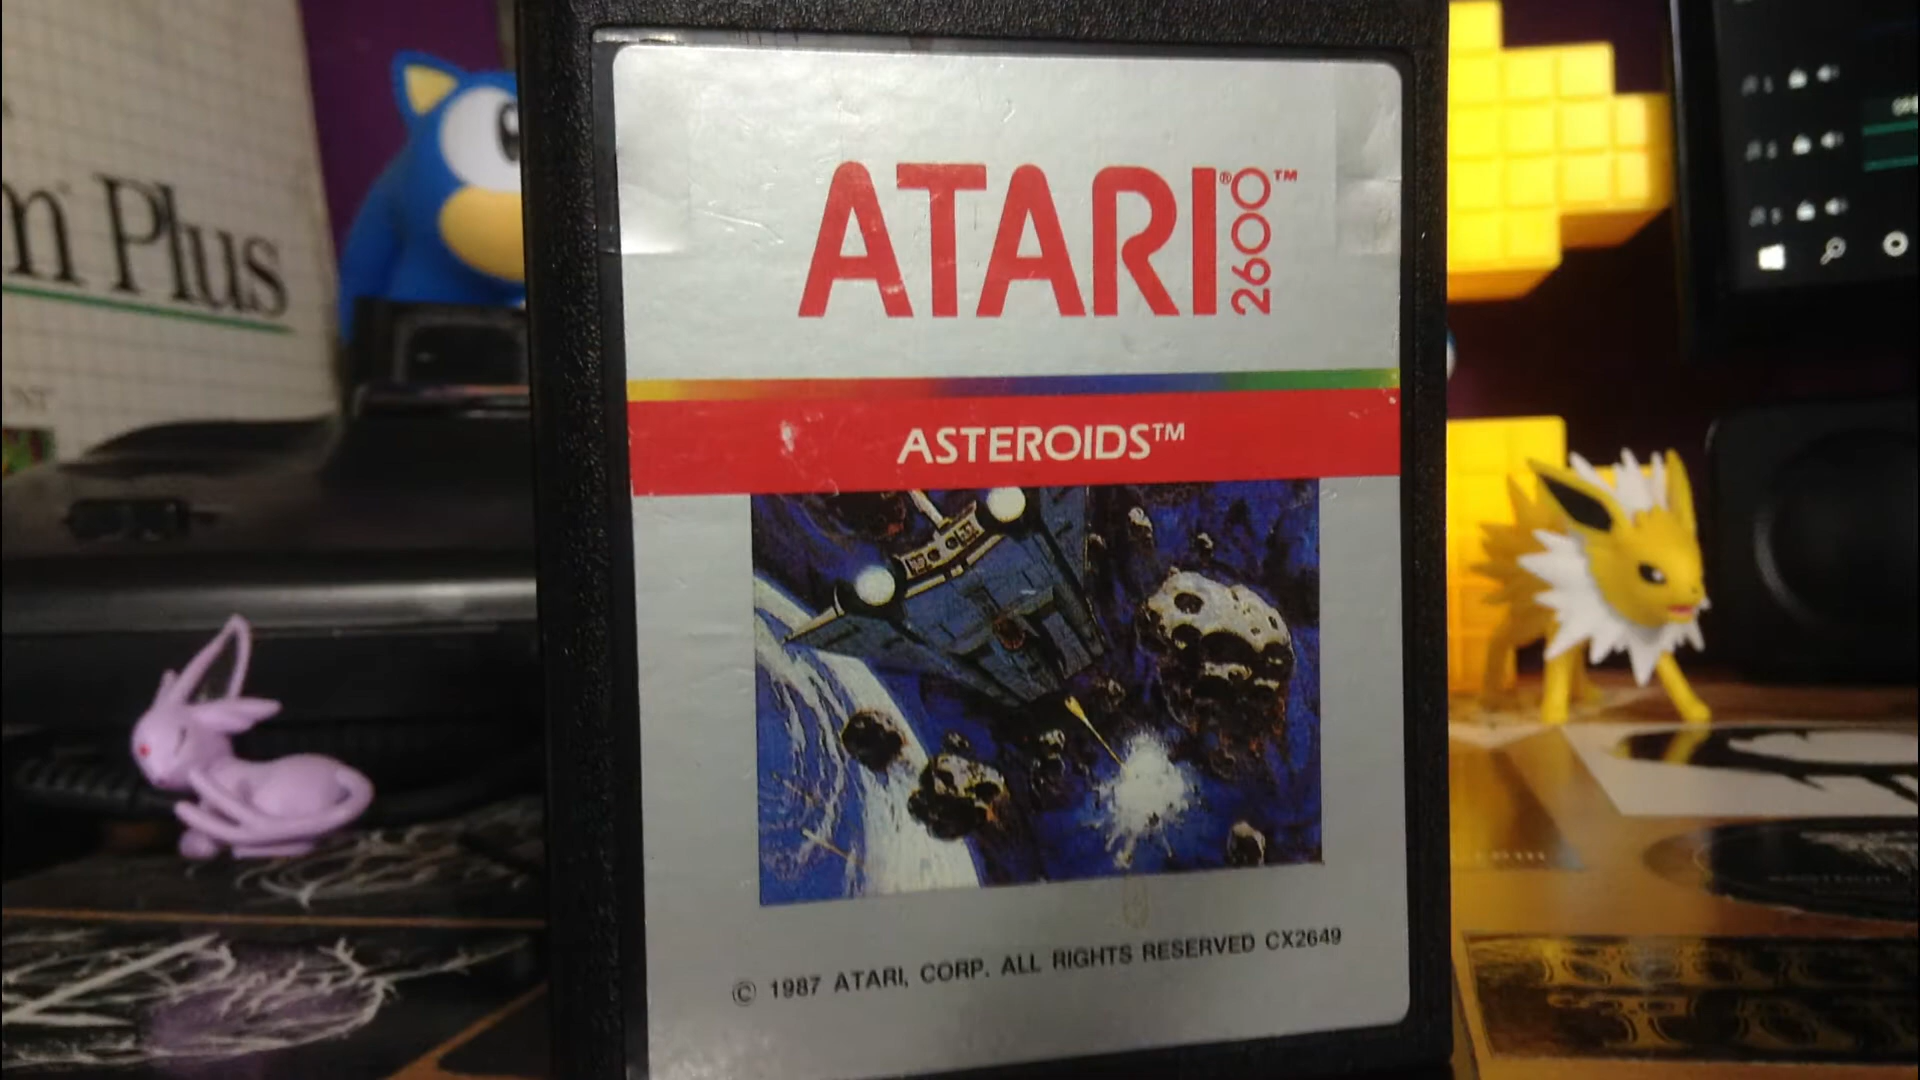 m Plus
ATARI® 2600™
ASTEROIDS™
© 1987 ATARI, CORP. ALL RIGHTS RESERVED CX2649